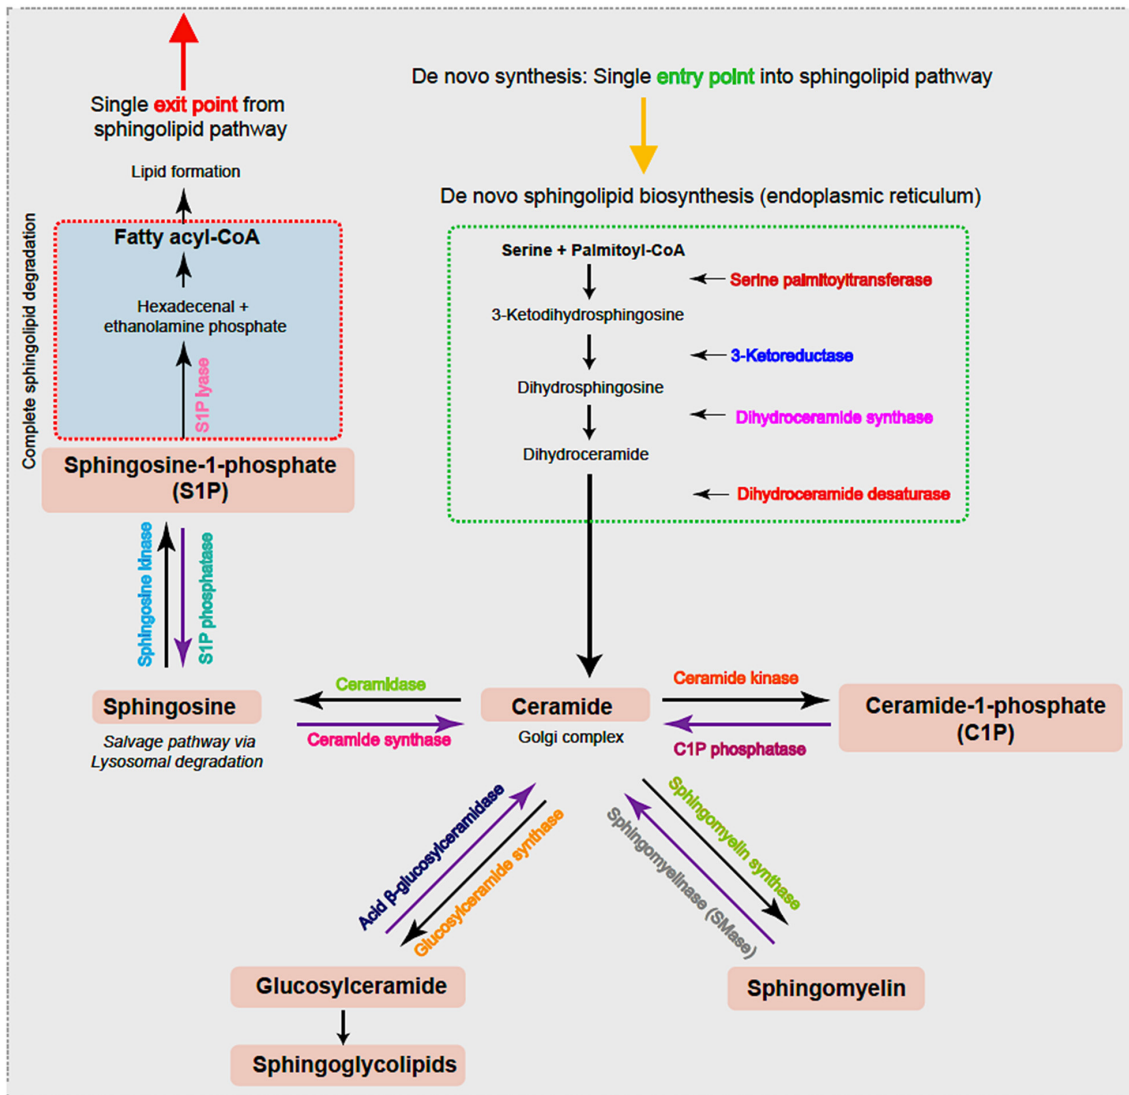 De novo synthesis: Single entry point into sphingolipid pathway
Single exit point from
sphingolipid pathway
Lipid formation
De novo sphingolipid biosynthesis (endoplasmic reticulum)
Complete sphingolipid degradation
Fatty acyl-CoA
Hexadecenal +
ethanolamine phosphate
S1P lyase
Serine + Palmitoyl-CoA
Serine palmitoyltransferase
3-Ketodihydrosphingosine
3-Ketoreductase
Dihydrosphingosine
Dihydroceramide synthase
Dihydroceramide
Dihydroceramide desaturase
Sphingosine-1-phosphate
(S1P)
Sphingosine kinase
S1P phosphatase
Sphingosine
Salvage pathway via
Lysosomal degradation
Ceramidase
Ceramide synthase
Ceramide
Golgi complex
Ceramide kinase
C1P phosphatase
Ceramide-1-phosphate
(C1P)
Acid β-glucosylceramidase
Glucosylceramide synthase
Sphingomyelin synthase
Sphingomyelinase (SMase)
Glucosylceramide
Sphingomyelin
Sphingoglycolipids